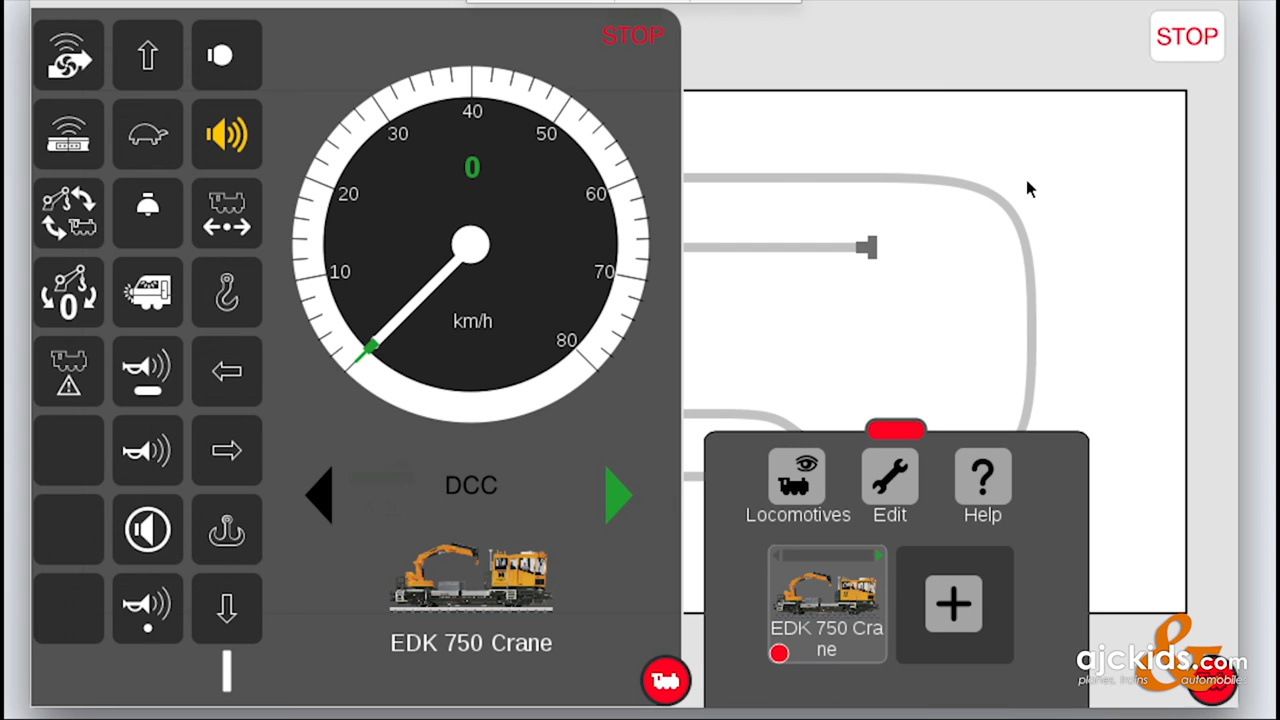 STOP
STOP
40
30
50
0
20
60
10
70
km/h
80
0
DCC
EDK 750 Crane
Locomotives
Edit
Help
EDK 750 Cra
ne
&
ajckids.com
planes, trains
automobiles